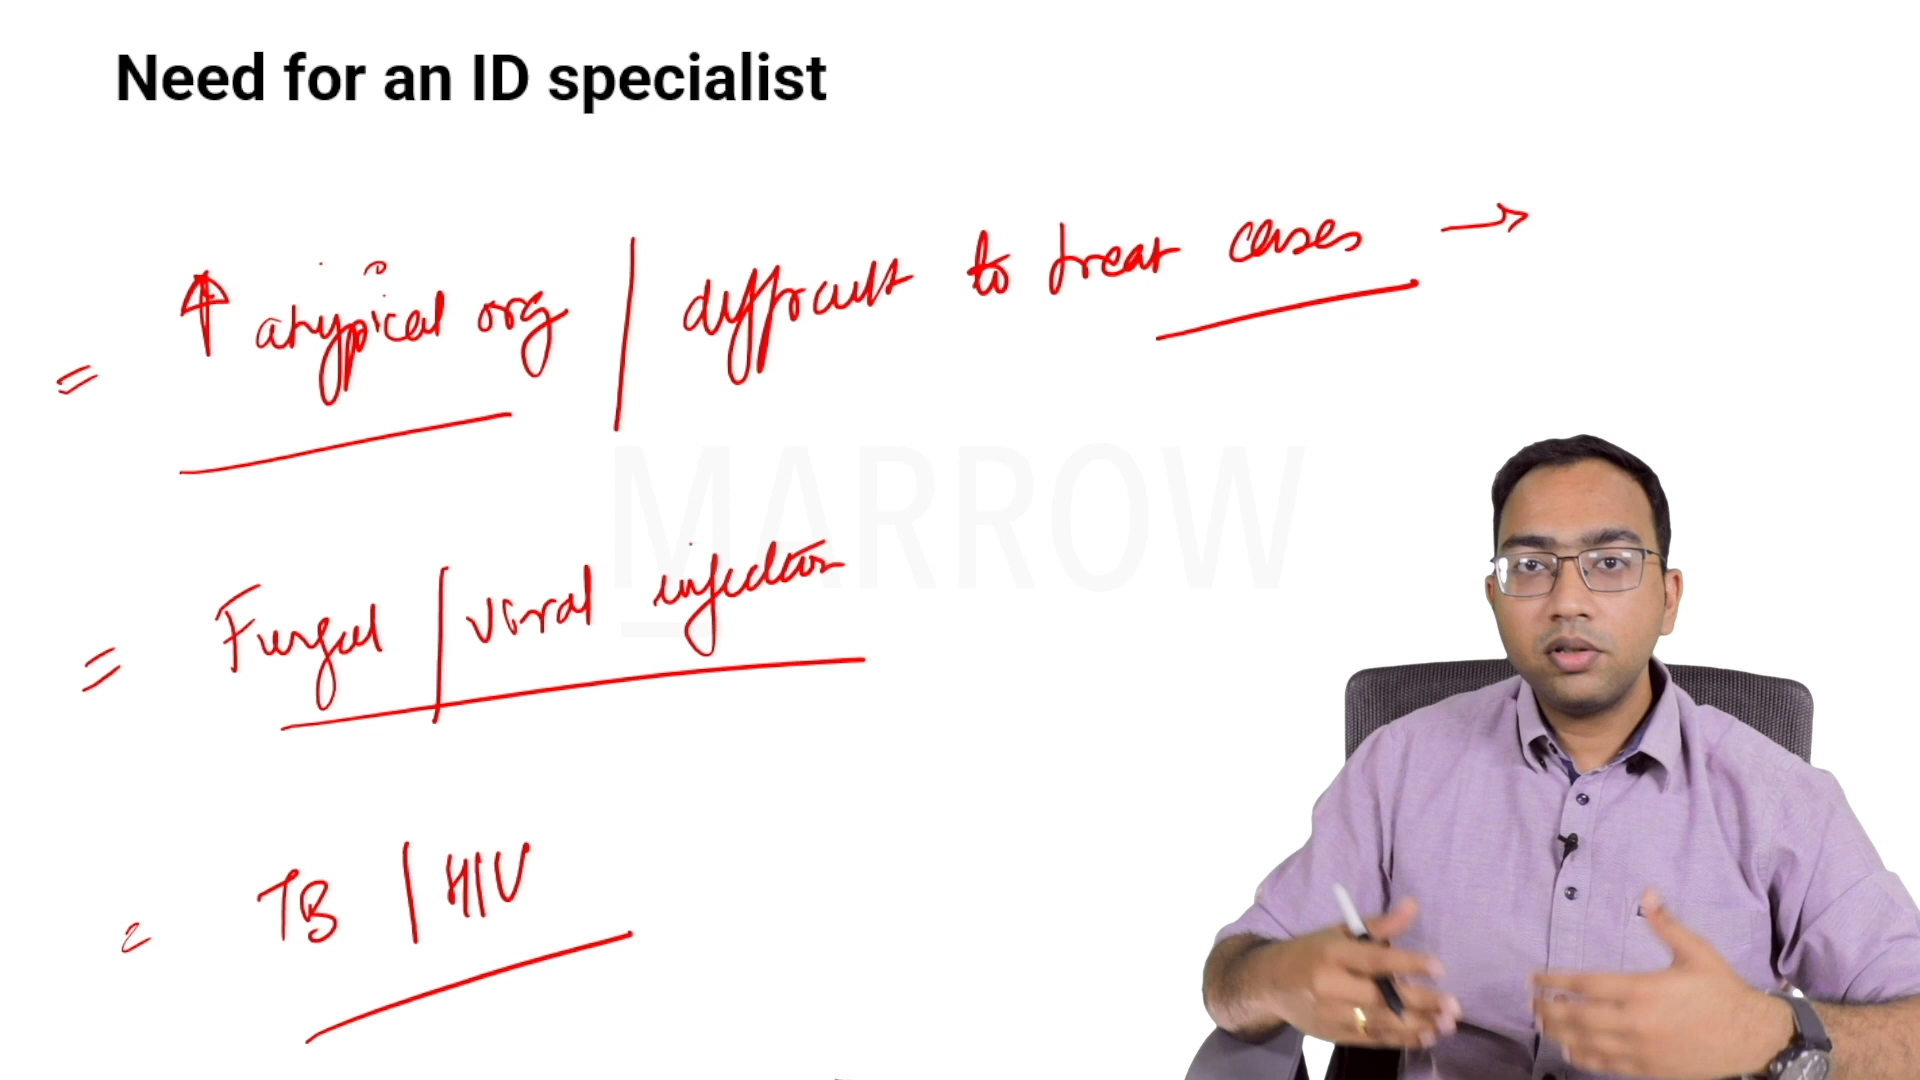 Need for an ID specialist
= ↑ atypical org / difficult to treat cases →
MARROW
= Fungal / viral infection
= TB / HIV